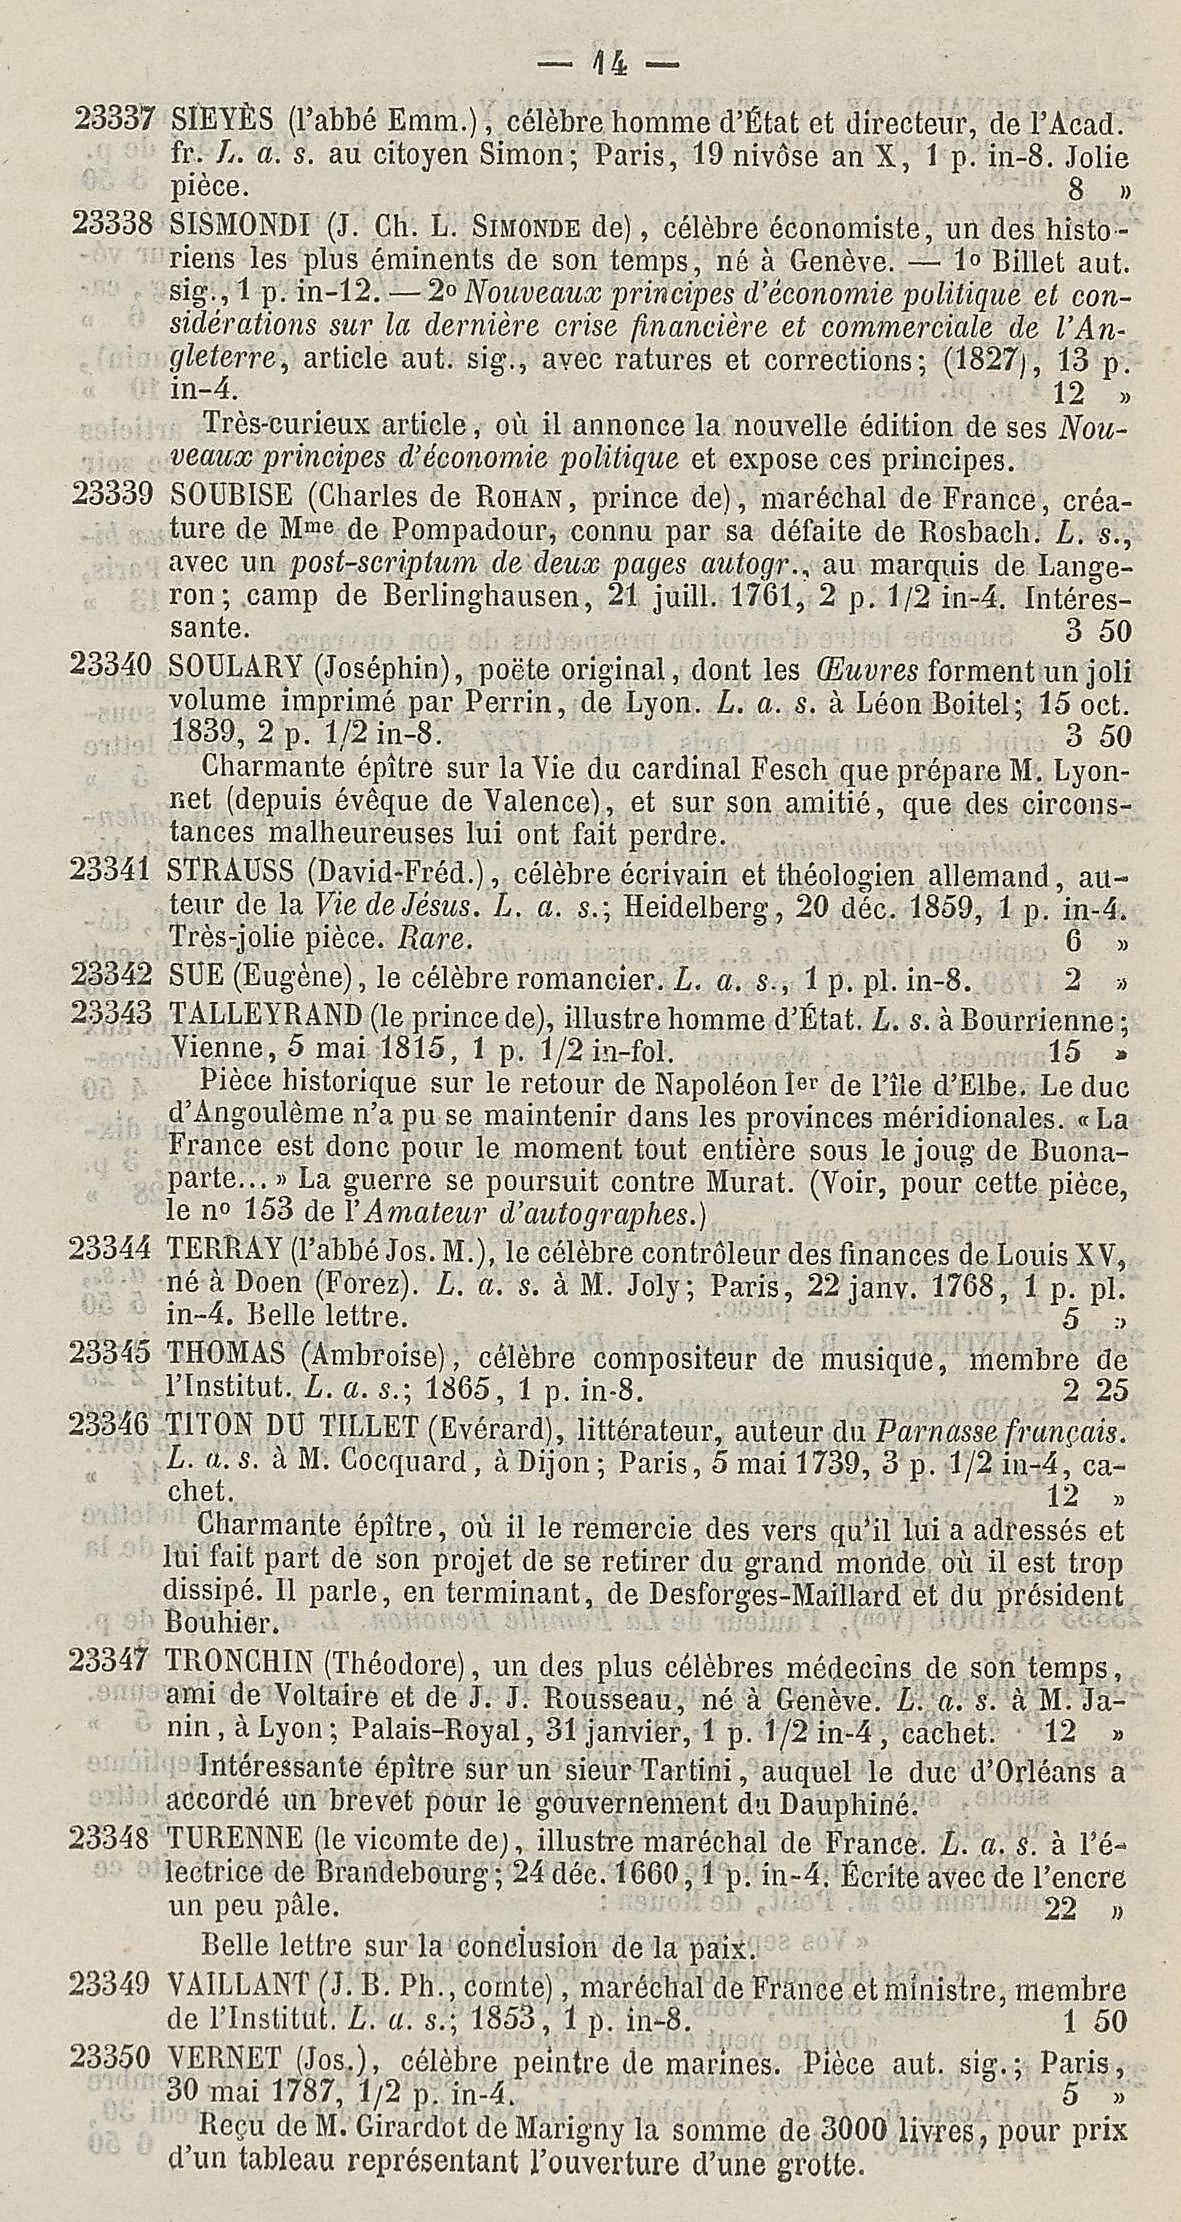 — 14 —
23337 SIEYÈS (l'abbé Emm.), célèbre homme d'État et directeur, de l'Acad.
fr. L. a. s. au citoyen Simon; Paris, 19 nivôse an X, 1 p. in-8. Jolie
pièce. 8 »
23338 SISMONDI (J. Ch. L. SIMONDE de), célèbre économiste, un des histo-
riens les plus éminents de son temps, né à Genève. — 1º Billet aut.
sig., 1 p. in-12. — 2º Nouveaux principes d'économie politique et con-
sidérations sur la dernière crise financière et commerciale de l'An-
gleterre, article aut. sig., avec ratures et corrections; (1827), 13 p.
in-4. 12 »
Très-curieux article, où il annonce la nouvelle édition de ses Nou-
veaux principes d'économie politique et expose ces principes.
23339 SOUBISE (Charles de ROHAN, prince de), maréchal de France, créa-
ture de Mme de Pompadour, connu par sa défaite de Rosbach. L. s.,
avec un post-scriptum de deux pages autogr., au marquis de Lange-
ron; camp de Berlinghausen, 21 juill. 1761, 2 p. 1/2 in-4. Intéres-
sante. 3 50
23340 SOULARY (Joséphin), poëte original, dont les Œuvres forment un joli
volume imprimé par Perrin, de Lyon. L. a. s. à Léon Boitel; 15 oct.
1839, 2 p. 1/2 in-8. 3 50
Charmante épître sur la Vie du cardinal Fesch que prépare M. Lyon-
net (depuis évêque de Valence), et sur son amitié, que des circons-
tances malheureuses lui ont fait perdre.
23341 STRAUSS (David-Fréd.), célèbre écrivain et théologien allemand, au-
teur de la Vie de Jésus. L. a. s.; Heidelberg, 20 déc. 1859, 1 p. in-4.
Très-jolie pièce. Rare. 6 »
23342 SUE (Eugène), le célèbre romancier. L. a. s., 1 p. pl. in-8. 2 »
23343 TALLEYRAND (le prince de), illustre homme d'État. L. s. à Bourrienne;
Vienne, 5 mai 1815, 1 p. 1/2 in-fol. 15 »
Pièce historique sur le retour de Napoléon Ier de l'île d'Elbe. Le duc
d'Angoulême n'a pu se maintenir dans les provinces méridionales. « La
France est donc pour le moment tout entière sous le joug de Buona-
parte... » La guerre se poursuit contre Murat. (Voir, pour cette pièce,
le nº 153 de l'Amateur d'autographes.)
23344 TERRAY (l'abbé Jos. M.), le célèbre contrôleur des finances de Louis XV,
né à Doen (Forez). L. a. s. à M. Joly; Paris, 22 janv. 1768, 1 p. pl.
in-4. Belle lettre. 5 »
23345 THOMAS (Ambroise), célèbre compositeur de musique, membre de
l'Institut. L. a. s.; 1865, 1 p. in-8. 2 25
23346 TITON DU TILLET (Evérard), littérateur, auteur du Parnasse français.
L. a. s. à M. Cocquard, à Dijon; Paris, 5 mai 1739, 3 p. 1/2 in-4, ca-
chet. 12 »
Charmante épître, où il le remercie des vers qu'il lui a adressés et
lui fait part de son projet de se retirer du grand monde où il est trop
dissipé. Il parle, en terminant, de Desforges-Maillard et du président
Bouhier.
23347 TRONCHIN (Théodore), un des plus célèbres médecins de son temps,
ami de Voltaire et de J. J. Rousseau, né à Genève. L. a. s. à M. Ja-
nin, à Lyon; Palais-Royal, 31 janvier, 1 p. 1/2 in-4, cachet. 12 »
Intéressante épître sur un sieur Tartini, auquel le duc d'Orléans a
accordé un brevet pour le gouvernement du Dauphiné.
23348 TURENNE (le vicomte de), illustre maréchal de France. L. a. s. à l'é-
lectrice de Brandebourg; 24 déc. 1660, 1 p. in-4. Écrite avec de l'encre
un peu pâle. 22 »
Belle lettre sur la conclusion de la paix.
23349 VAILLANT (J. B. Ph., comte), maréchal de France et ministre, membre
de l'Institut. L. a. s.; 1853, 1 p. in-8. 1 50
23350 VERNET (Jos.), célèbre peintre de marines. Pièce aut. sig.; Paris,
30 mai 1787, 1/2 p. in-4. 5 »
Reçu de M. Girardot de Marigny la somme de 3000 livres, pour prix
d'un tableau représentant l'ouverture d'une grotte.